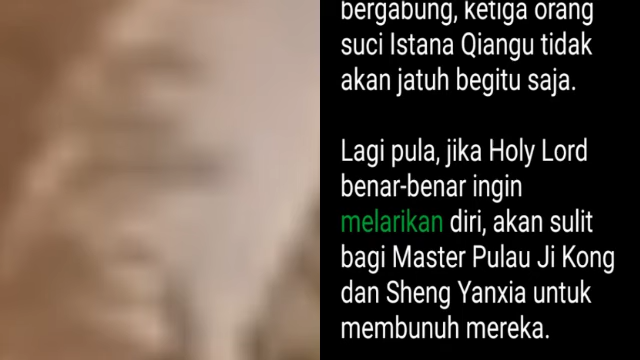 bergabung, ketiga orang
suci Istana Qiangu tidak
akan jatuh begitu saja.
Lagi pula, jika Holy Lord
benar-benar ingin
melarikan diri, akan sulit
bagi Master Pulau Ji Kong
dan Sheng Yanxia untuk
membunuh mereka.